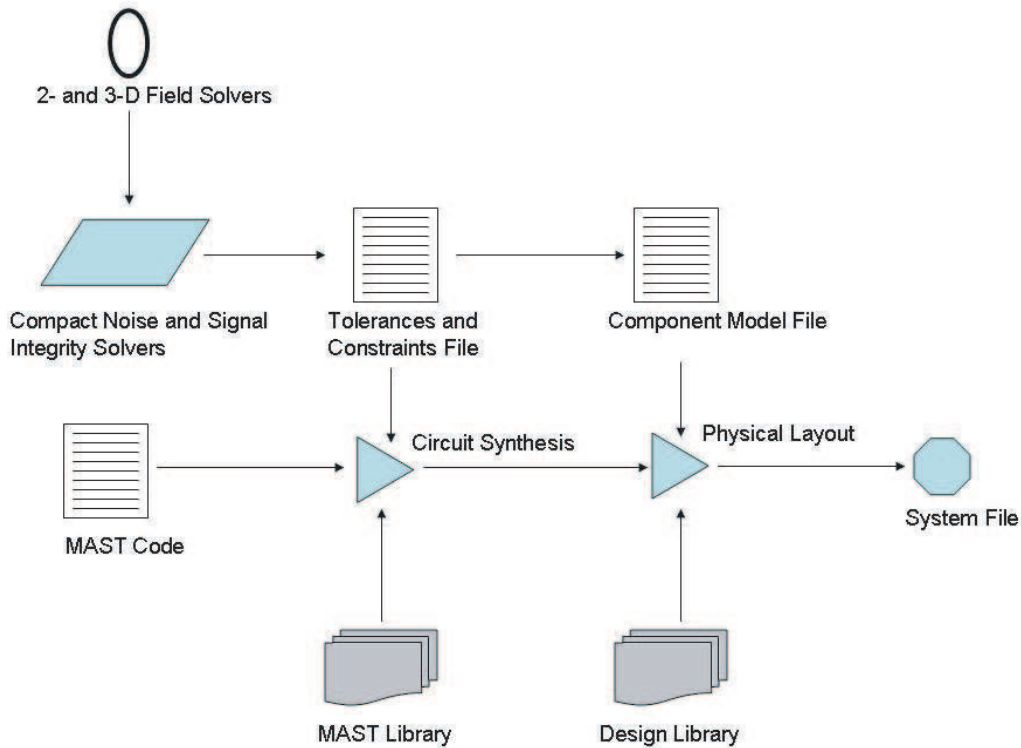 2- and 3-D Field Solvers
Compact Noise and Signal
Integrity Solvers
Tolerances and
Constraints File
Component Model File
Circuit Synthesis
Physical Layout
MAST Code
System File
MAST Library
Design Library